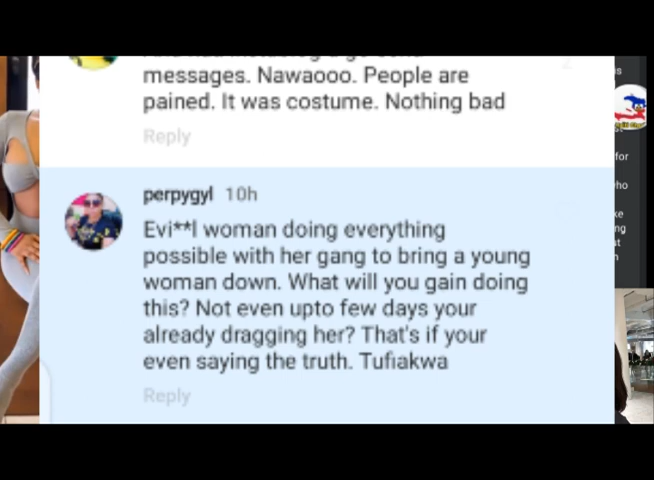 messages. Nawaooo. People are
pained. It was costume. Nothing bad
Reply
perpygyl 10h
Evi**l woman doing everything
possible with her gang to bring a young
woman down. What will you gain doing
this? Not even upto few days your
already dragging her? That's if your
even saying the truth. Tufiakwa
Reply